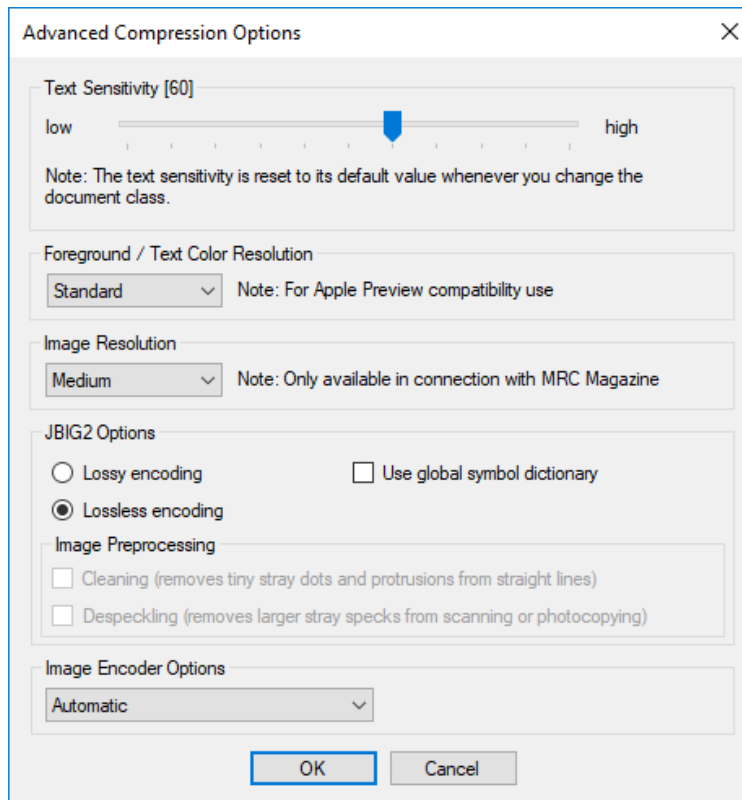 Advanced Compression Options
Text Sensitivity [60]
low high
Note: The text sensitivity is reset to its default value whenever you change the
document class.
Foreground / Text Color Resolution
Standard Note: For Apple Preview compatibility use
Image Resolution
Medium Note: Only available in connection with MRC Magazine
JBIG2 Options
Lossy encoding Use global symbol dictionary
Lossless encoding
Image Preprocessing
Cleaning (removes tiny stray dots and protrusions from straight lines)
Despeckling (removes larger stray specks from scanning or photocopying)
Image Encoder Options
Automatic
OK Cancel